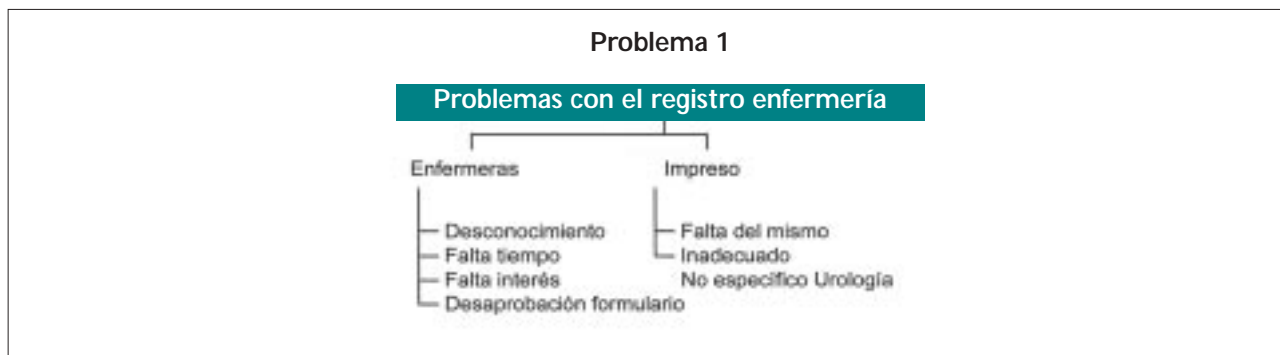 Problema 1
Problemas con el registro enfermería
Enfermeras
Impreso
Desconocimiento
Falta tiempo
Falta interés
Desaprobación formulario
Falta del mismo
Inadecuado
No específico Urología